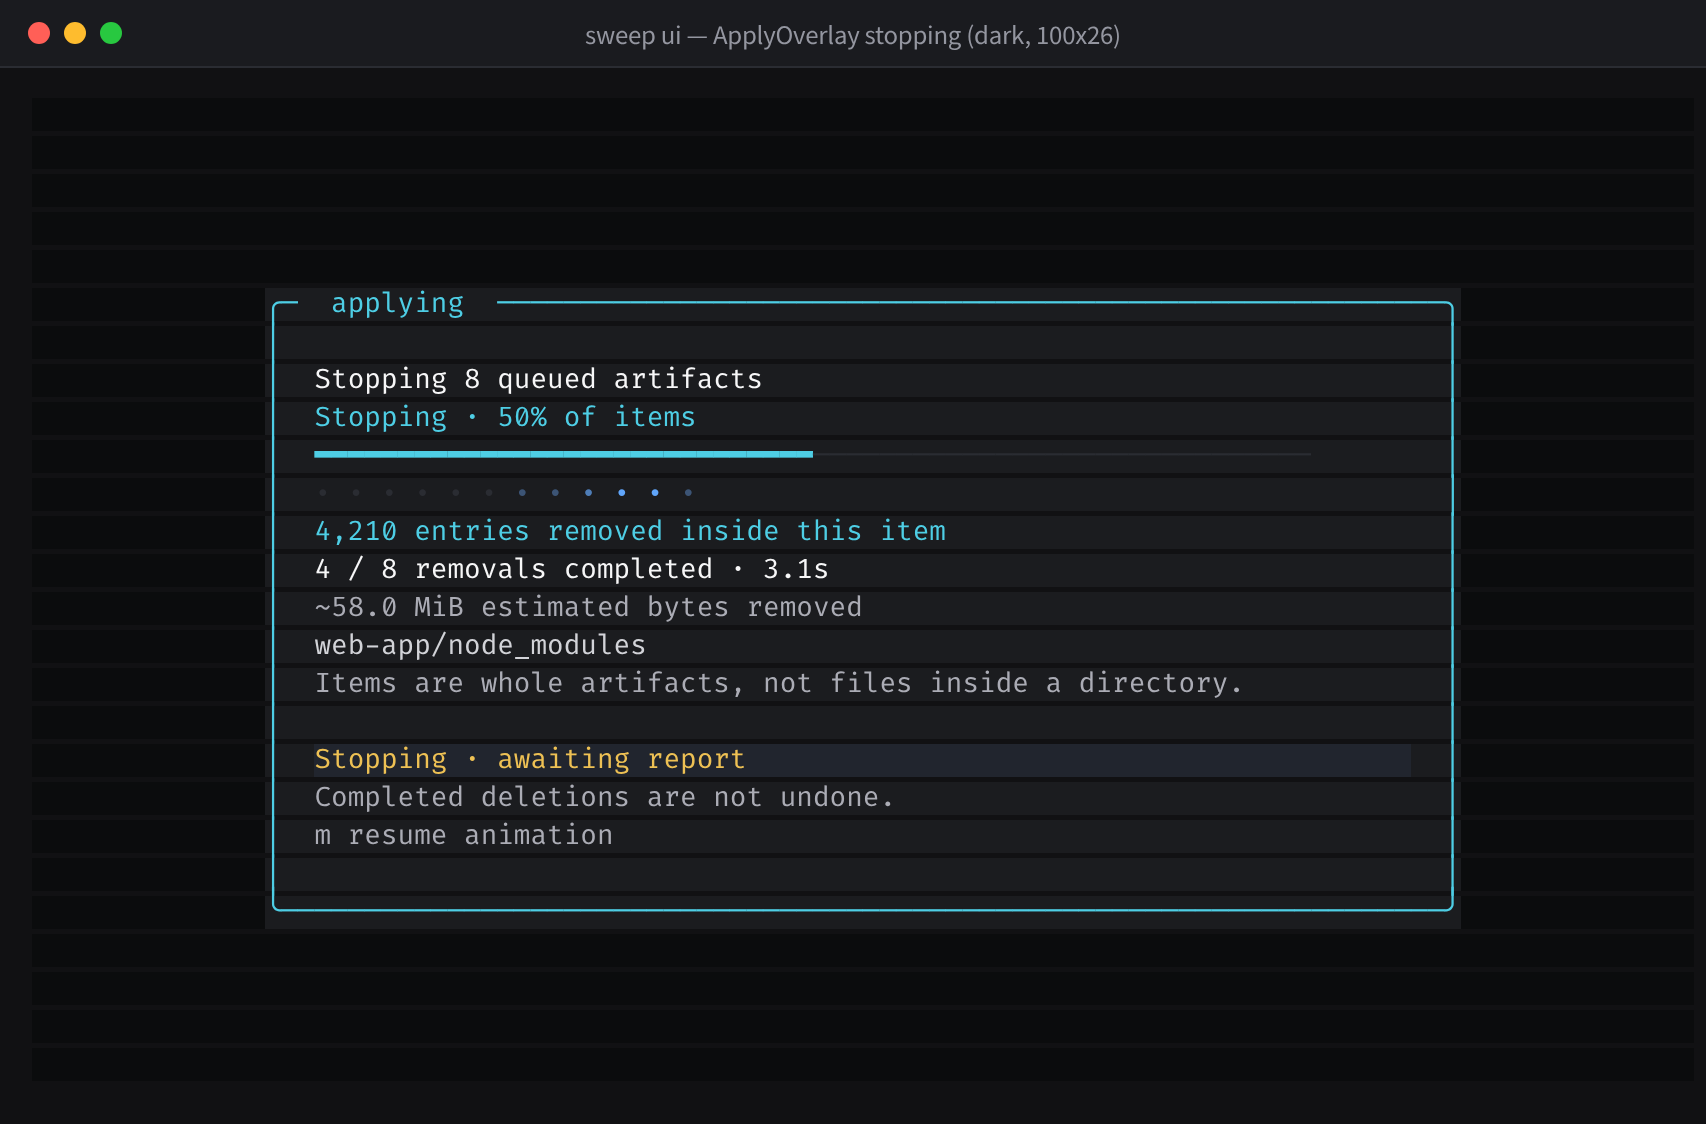 sweep ui — ApplyOverlay stopping (dark, 100x26)
applying
Stopping 8 queued artifacts
Stopping · 50% of items
4,210 entries removed inside this item
4 / 8 removals completed · 3.1s
~58.0 MiB estimated bytes removed
web-app/node_modules
Items are whole artifacts, not files inside a directory.
Stopping · awaiting report
Completed deletions are not undone.
m resume animation